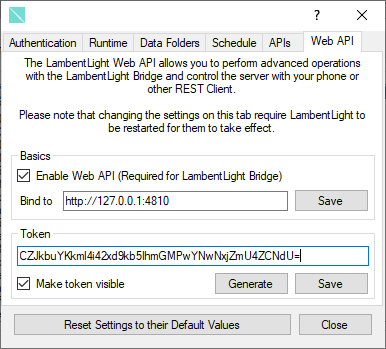 Authentication Runtime Data Folders Schedule APIs Web API
The LambentLight Web API allows you to perform advanced operations
with the LambentLight Bridge and control the server with your phone or
other REST Client.
Please note that changing the settings on this tab require LambentLight to
be restarted for them to take effect.
Basics
Enable Web API (Required for LambentLight Bridge)
Bind to http://127.0.0.1:4810 Save
Token
CZJkbuYKkml4i42xd9kb5IhmGMPwYNwNxjZmU4ZCNdU=
Make token visible Generate Save
Reset Settings to their Default Values Close